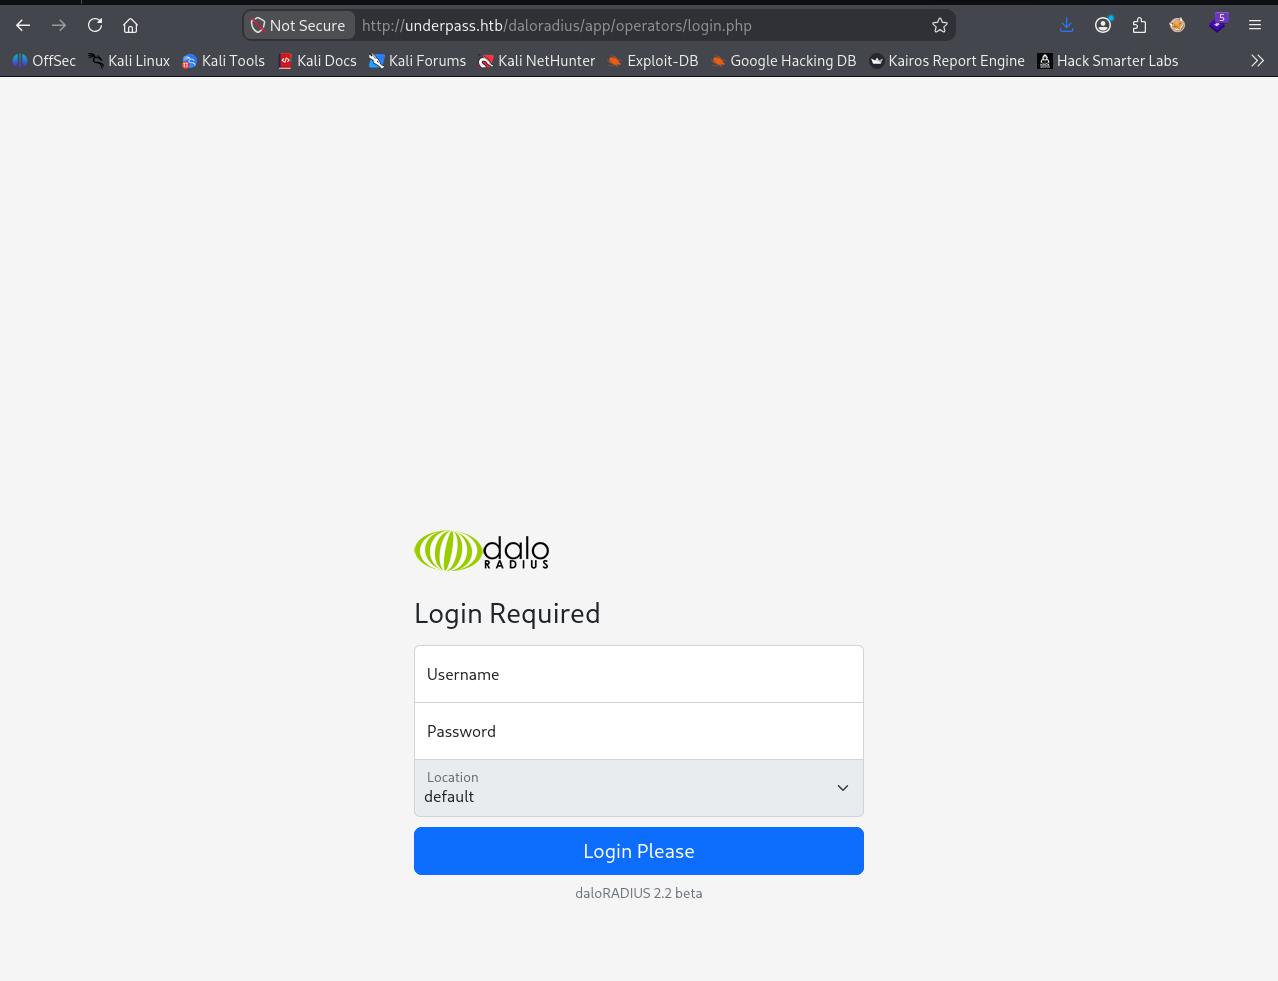 Not Secure http://underpass.htb/daloradius/app/operators/login.php 5
OffSec Kali Linux Kali Tools Kali Docs Kali Forums Kali NetHunter Exploit-DB Google Hacking DB Kairos Report Engine Hack Smarter Labs
dalo
RADIUS
Login Required
Username
Password
Location
default
Login Please
daloRADIUS 2.2 beta